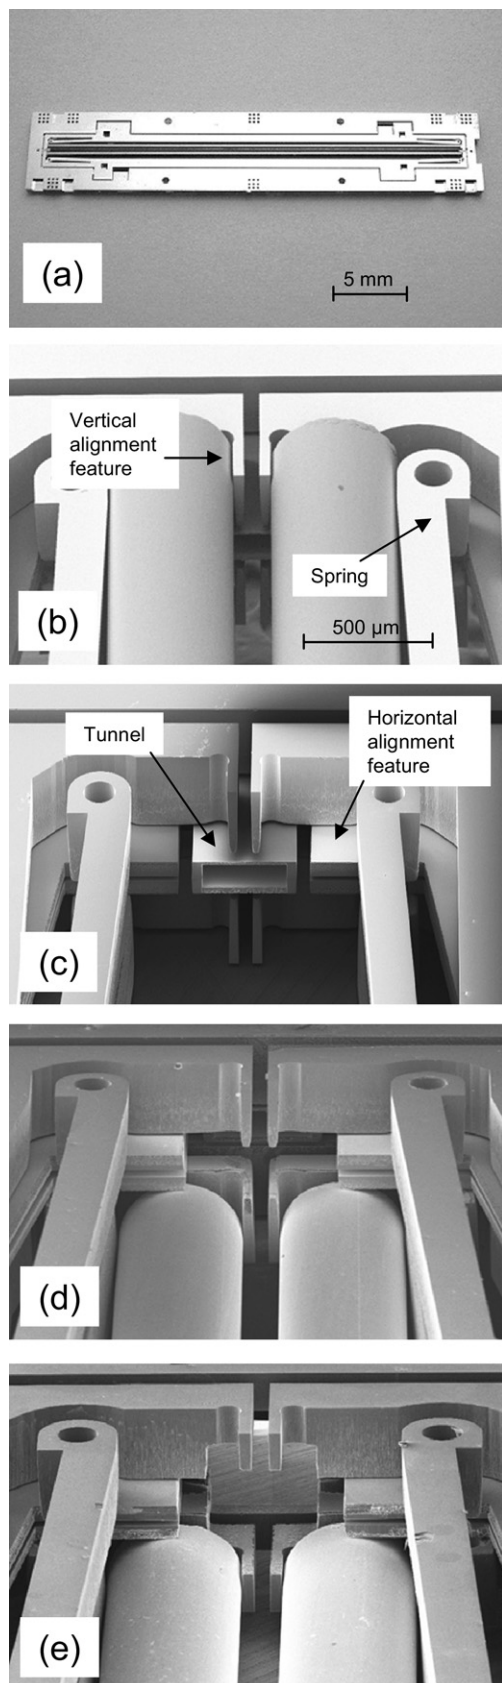 (a)
5 mm
Vertical
alignment
feature
Spring
500 µm
(b)
Tunnel
Horizontal
alignment
feature
(c)
(d)
(e)